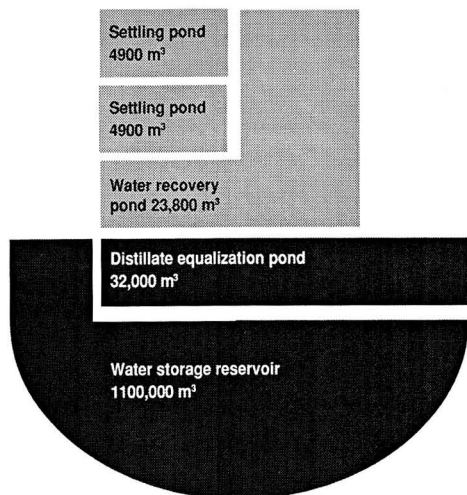 Settling pond
4900 m³
Settling pond
4900 m³
Water recovery
pond 23,800 m³
Distillate equalization pond
32,000 m³
Water storage reservoir
1100,000 m³